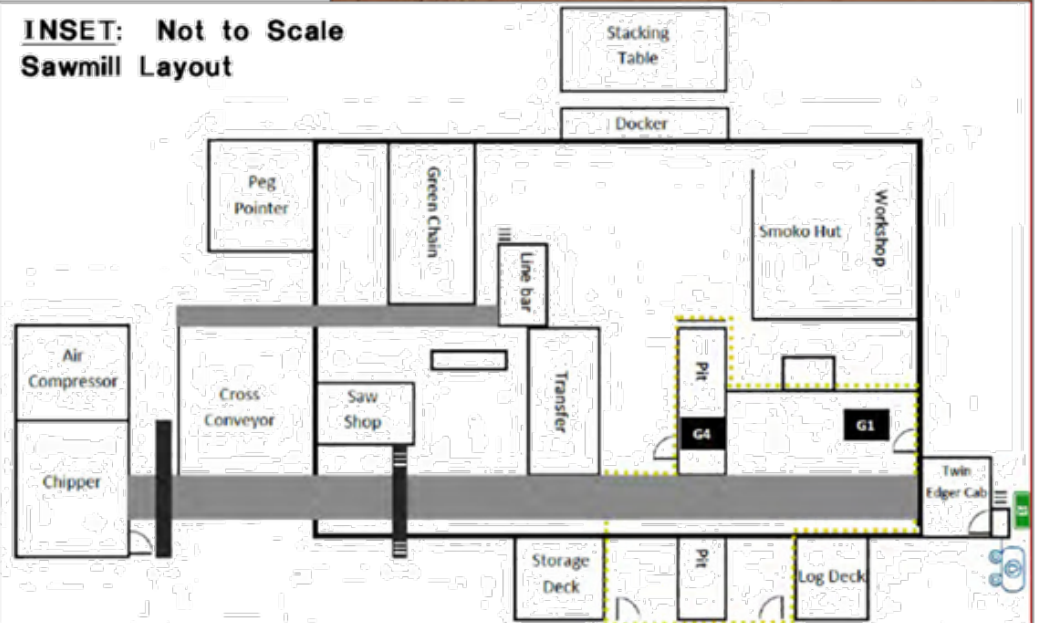 INSET: Not to Scale
Sawmill Layout
Stacking
Table
Docker
Peg
Pointer
Green Chain
Line bar
Smoko Hut
Workshop
Air
Compressor
Cross
Conveyor
Saw
Shop
Transfer
Pit
G4
G1
Chipper
Twin
Edger Cab
Storage
Deck
Pit
Log Deck